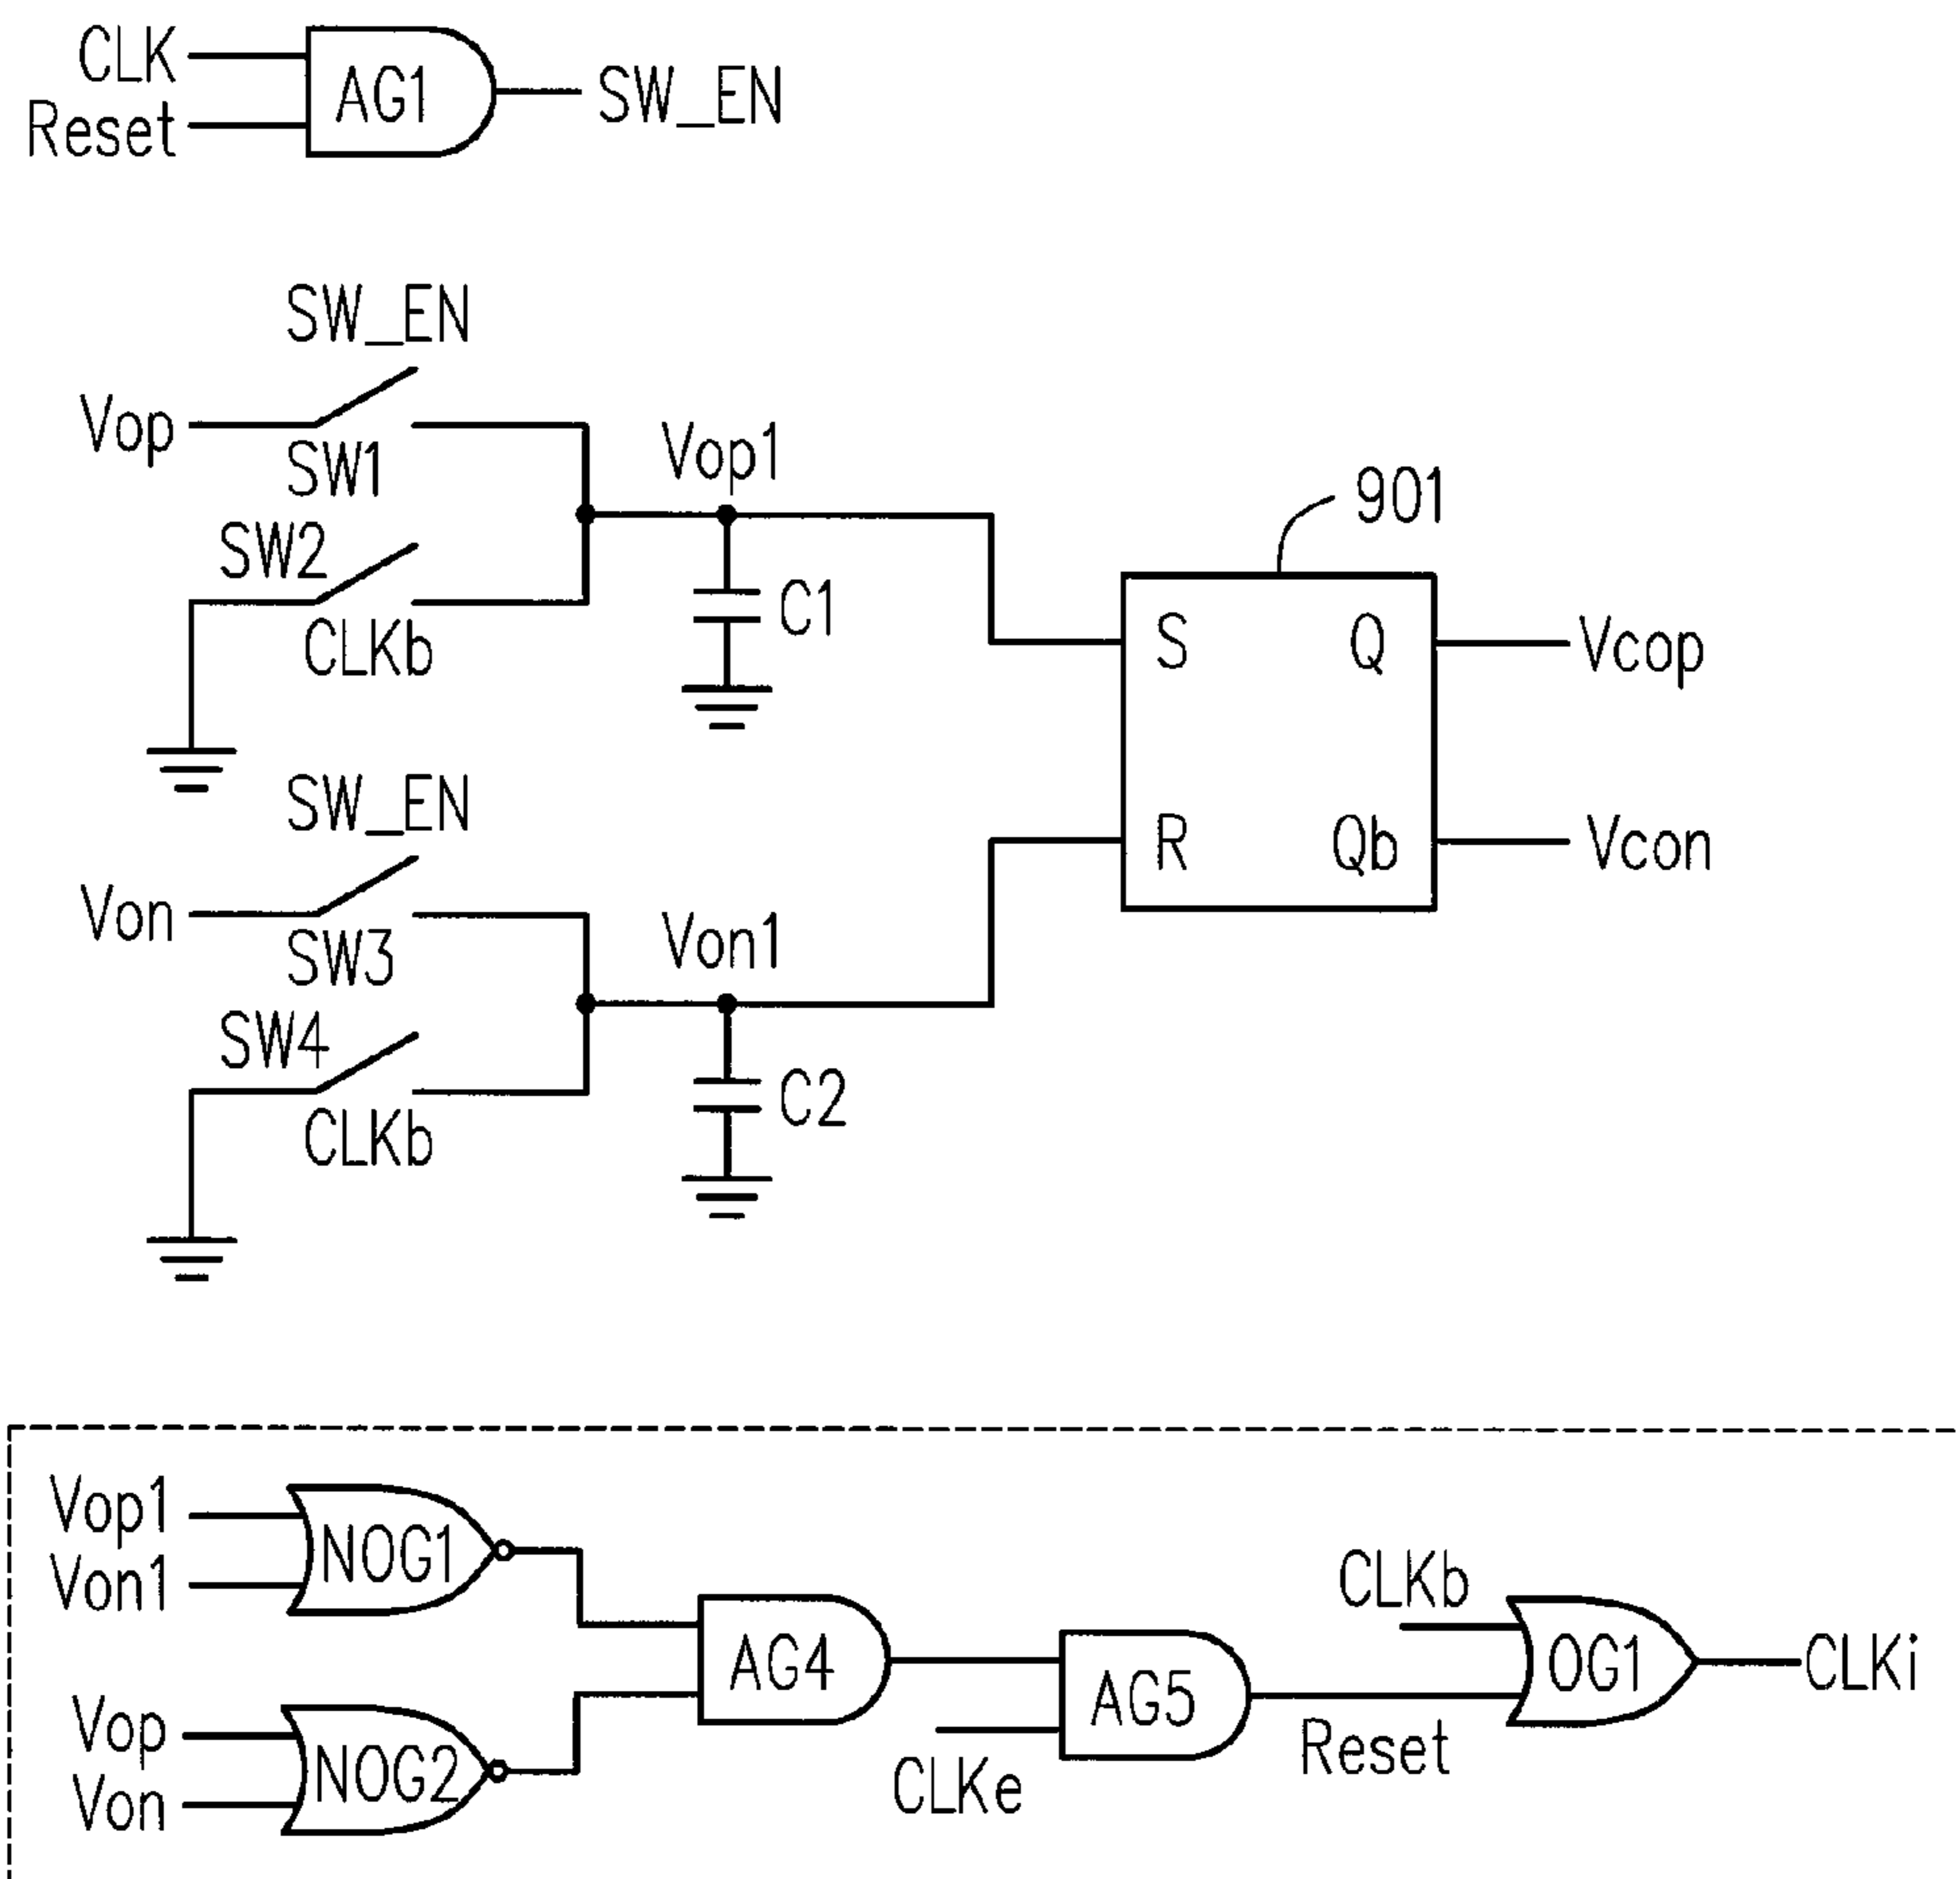 CLK
Reset
AG1
SW_EN
SW_EN
Vop
SW1
Vop1
SW2
CLKb
C1
901
S
Q
Vcop
R
Qb
Vcon
SW_EN
Von
SW3
Von1
SW4
CLKb
C2
Vop1
Von1
NOG1
Vop
Von
NOG2
AG4
CLKe
AG5
Reset
CLKb
OG1
CLKi